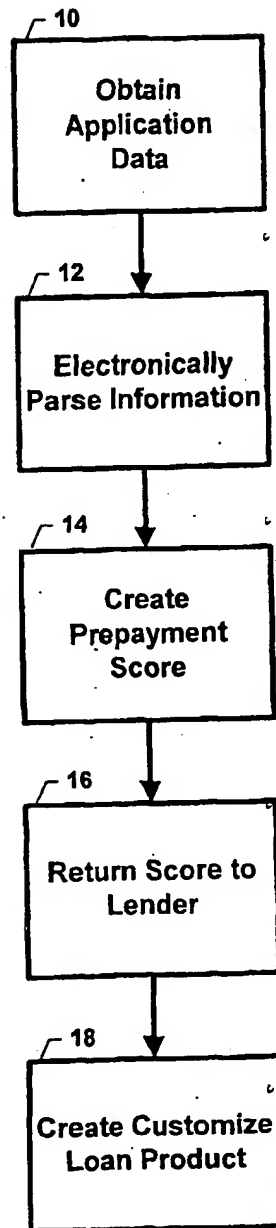 10
Obtain
Application
Data
12
Electronically
Parse Information
14
Create
Prepayment
Score
16
Return Score to
Lender
18
Create Customize
Loan Product